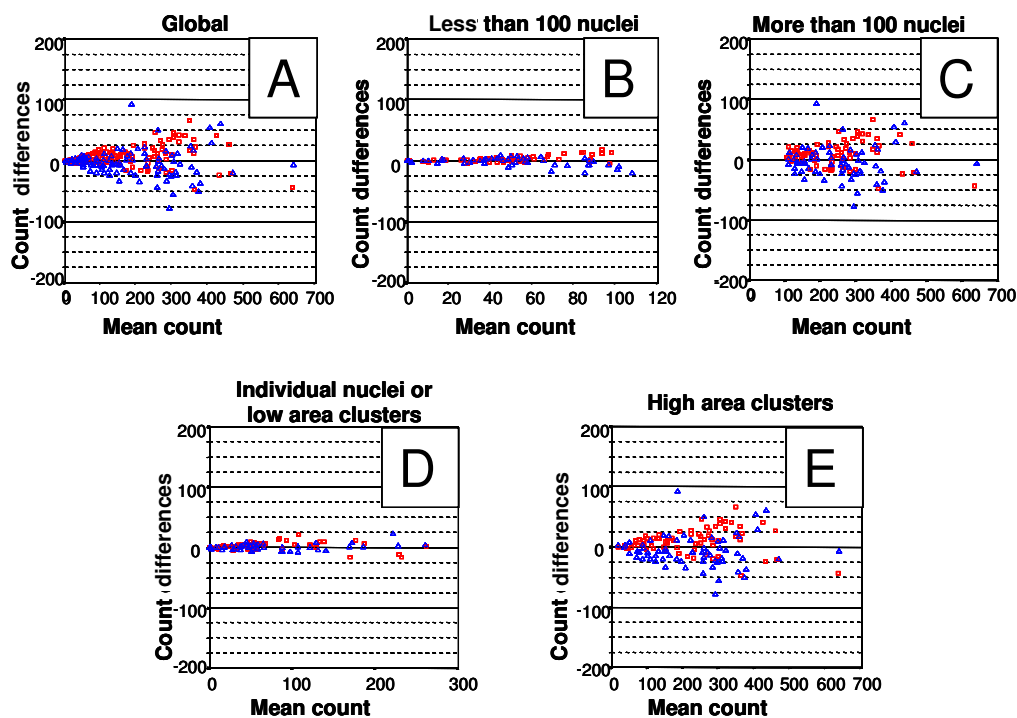 Global
A
200
100
0
-100
-200
Count differences
0 100 200 300 400 500 600 700
Mean count
Less than 100 nuclei
B
200
100
0
-100
-200
Count differences
0 20 40 60 80 100 120
Mean count
More than 100 nuclei
C
200
100
0
-100
-200
Count duffefences
0 100 200 300 400 500 600 700
Mean count
Individual nuclei or
low area clusters
D
200
100
0
-100
-200
Count differences
0 100 200 300
Mean count
High area clusters
E
200
100
0
-100
-200
Count differences
0 100 200 300 400 500 600 700
Mean count